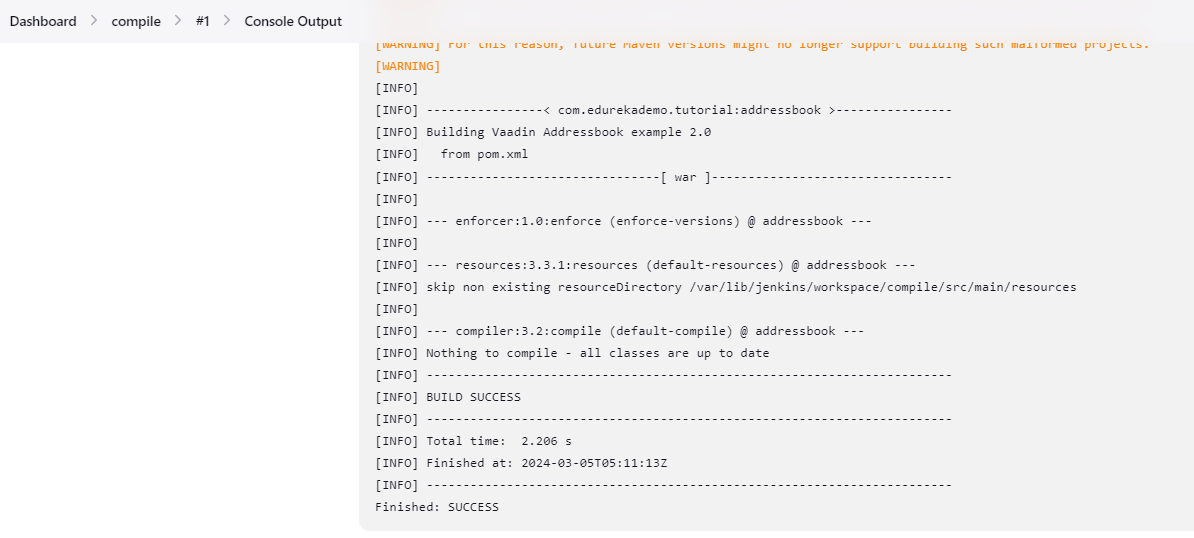 Dashboard > compile > #1 > Console Output
[WARNING] For this reason, future Maven versions might no longer support building such malformed projects.
[WARNING]
[INFO]
[INFO] ----------------< com.edurekademo.tutorial:addressbook >----------------
[INFO] Building Vaadin Addressbook example 2.0
[INFO]   from pom.xml
[INFO] --------------------------------[ war ]---------------------------------
[INFO]
[INFO] --- enforcer:1.0:enforce (enforce-versions) @ addressbook ---
[INFO]
[INFO] --- resources:3.3.1:resources (default-resources) @ addressbook ---
[INFO] skip non existing resourceDirectory /var/lib/jenkins/workspace/compile/src/main/resources
[INFO]
[INFO] --- compiler:3.2:compile (default-compile) @ addressbook ---
[INFO] Nothing to compile - all classes are up to date
[INFO] ------------------------------------------------------------------------
[INFO] BUILD SUCCESS
[INFO] ------------------------------------------------------------------------
[INFO] Total time:  2.206 s
[INFO] Finished at: 2024-03-05T05:11:13Z
[INFO] ------------------------------------------------------------------------
Finished: SUCCESS